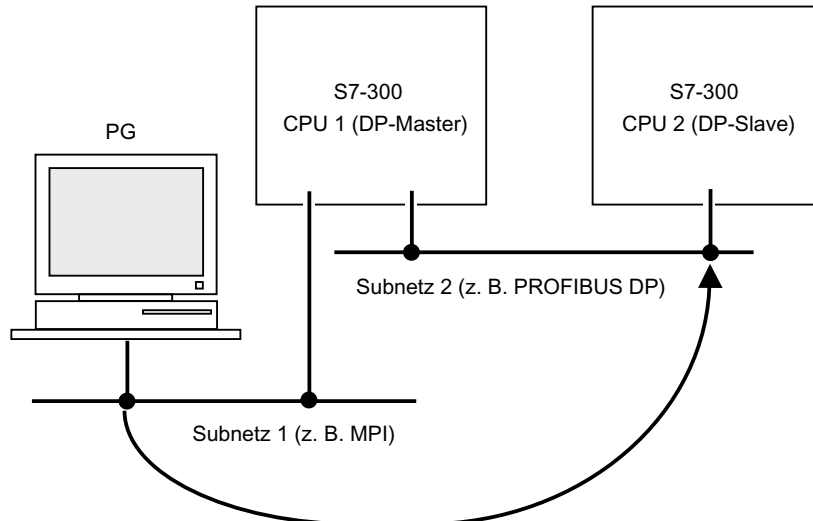 PG
S7-300
CPU 1 (DP-Master)
S7-300
CPU 2 (DP-Slave)
Subnetz 2 (z. B. PROFIBUS DP)
Subnetz 1 (z. B. MPI)